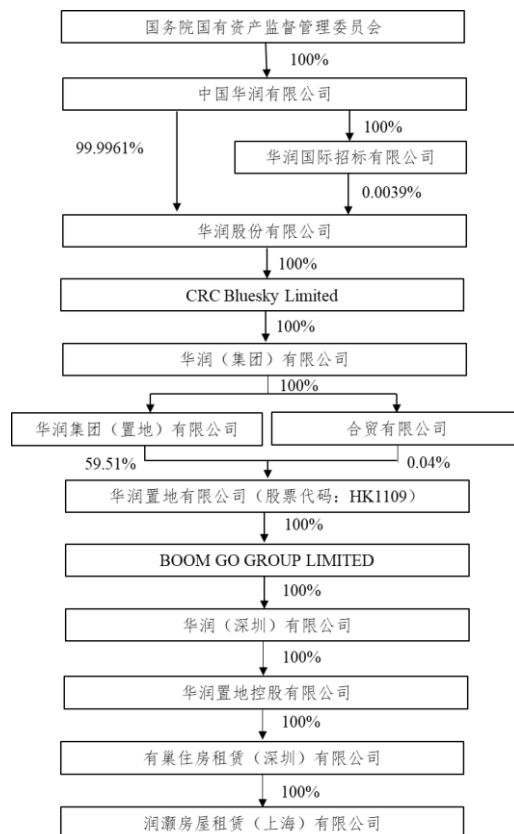 国务院国有资产监督管理委员会
100%
中国华润有限公司
100%
99.9961%
华润国际招标有限公司
0.0039%
华润股份有限公司
100%
CRC Bluesky Limited
100%
华润（集团）有限公司
100%
华润集团（置地）有限公司
合贸有限公司
59.51%
0.04%
华润置地有限公司（股票代码：HK1109）
100%
BOOM GO GROUP LIMITED
100%
华润（深圳）有限公司
100%
华润置地控股有限公司
100%
有巢住房租赁（深圳）有限公司
100%
润灏房屋租赁（上海）有限公司